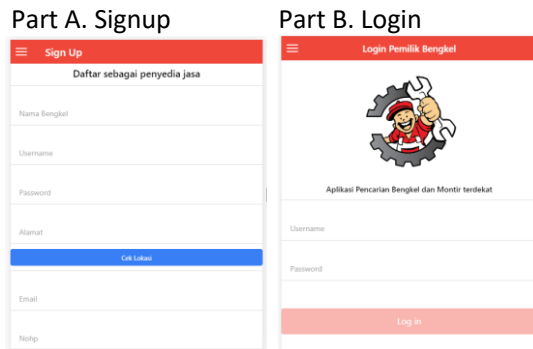 Part A. Signup
Sign Up
Daftar sebagai penyedia jasa
Nama Bengkel
Username
Password
Alamat
Cek Lokasi
Email
Nohp
Part B. Login
Login Pemilik Bengkel
Aplikasi Pencarian Bengkel dan Montir terdekat
Username
Password
Log in